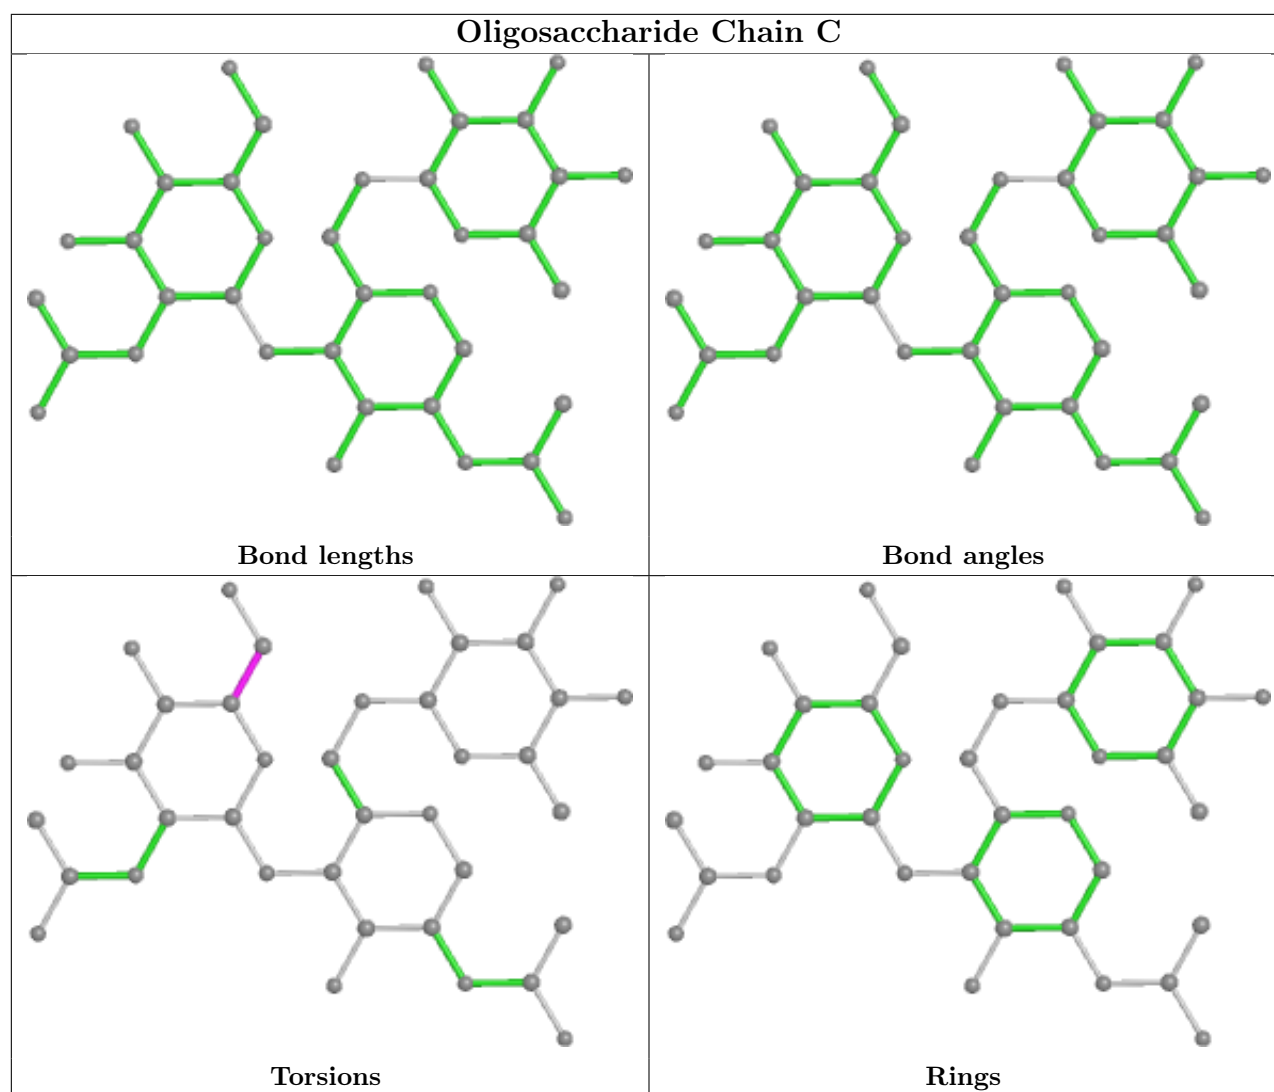 Oligosaccharide Chain C
Bond lengths
Bond angles
Torsions
Rings